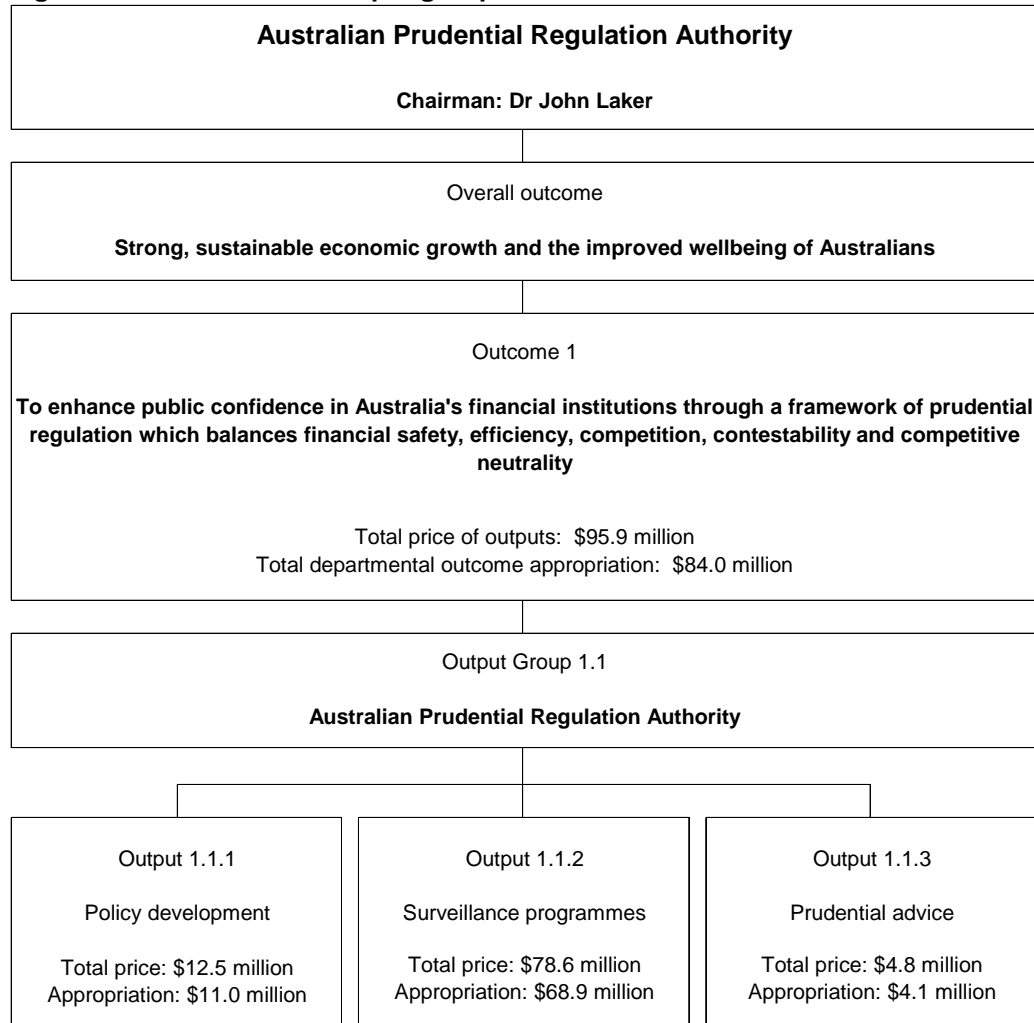 Australian Prudential Regulation Authority
Chairman: Dr John Laker
Overall outcome
Strong, sustainable economic growth and the improved wellbeing of Australians
Outcome 1
To enhance public confidence in Australia's financial institutions through a framework of prudential
regulation which balances financial safety, efficiency, competition, contestability and competitive
neutrality
Total price of outputs: $95.9 million
Total departmental outcome appropriation: $84.0 million
Output Group 1.1
Australian Prudential Regulation Authority
Output 1.1.1
Policy development
Total price: $12.5 million
Appropriation: $11.0 million
Output 1.1.2
Surveillance programmes
Total price: $78.6 million
Appropriation: $68.9 million
Output 1.1.3
Prudential advice
Total price: $4.8 million
Appropriation: $4.1 million